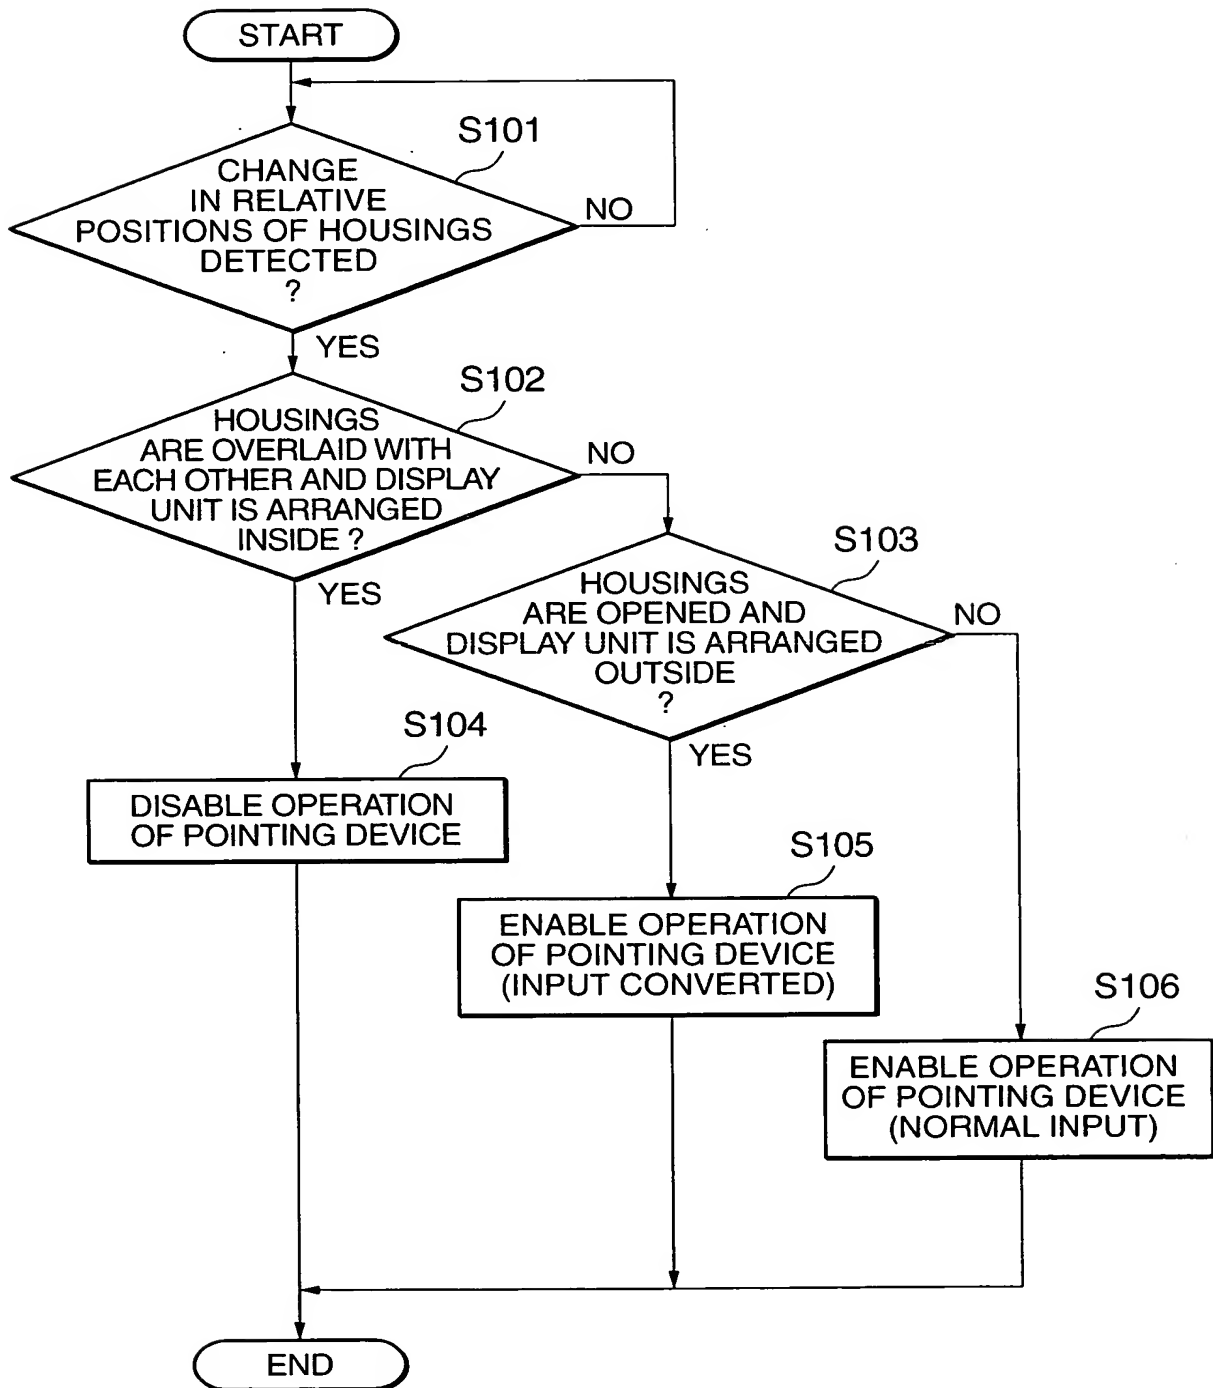 START
S101
CHANGE
IN RELATIVE
POSITIONS OF HOUSINGS
DETECTED
?
NO
YES
S102
HOUSINGS
ARE OVERLAID WITH
EACH OTHER AND DISPLAY
UNIT IS ARRANGED
INSIDE ?
NO
YES
S103
HOUSINGS
ARE OPENED AND
DISPLAY UNIT IS ARRANGED
OUTSIDE
?
NO
YES
S104
DISABLE OPERATION
OF POINTING DEVICE
S105
ENABLE OPERATION
OF POINTING DEVICE
(INPUT CONVERTED)
S106
ENABLE OPERATION
OF POINTING DEVICE
(NORMAL INPUT)
END